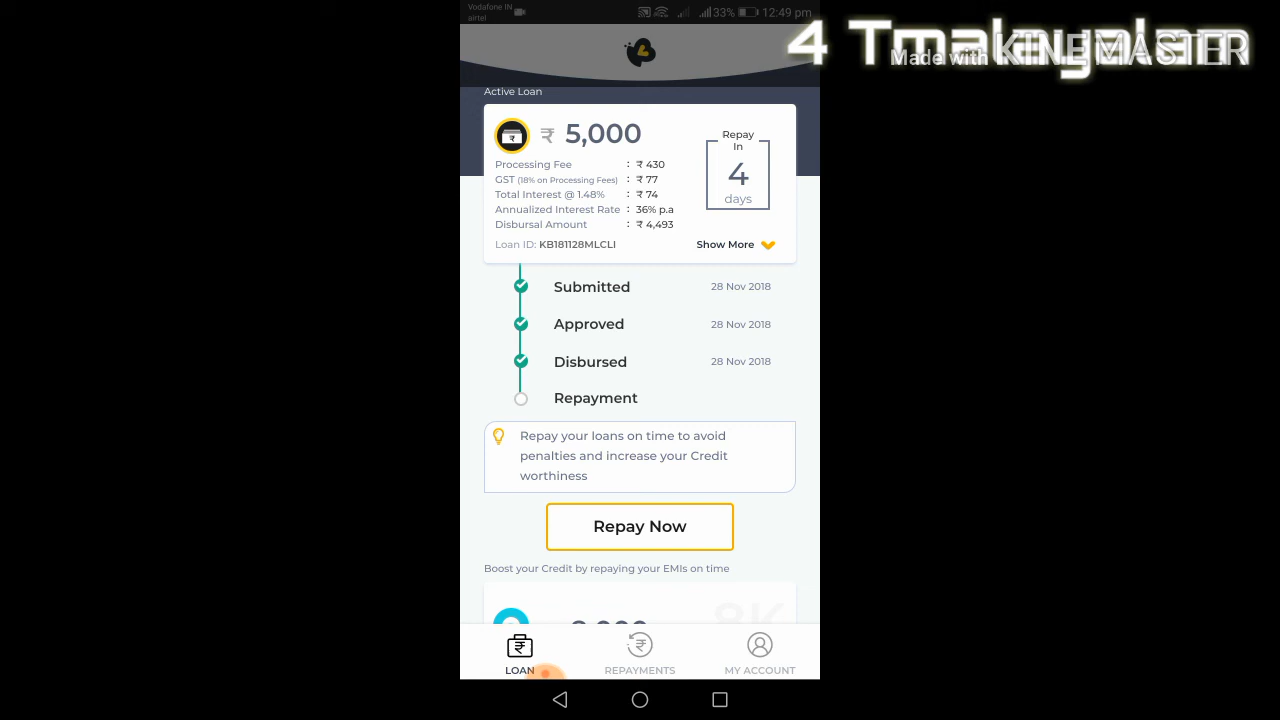 Vodafone IN
airtel
33% 12:49 pm
4 Tmalayalam
Made with KINEMASTER
Active Loan
₹ 5,000
Repay
In
4
days
Processing Fee : ₹ 430
GST (18% on Processing Fees) : ₹ 77
Total Interest @ 1.48% : ₹ 74
Annualized Interest Rate : 36% p.a
Disbursal Amount : ₹ 4,493
Loan ID: KB181128MLCLI
Show More
Submitted 28 Nov 2018
Approved 28 Nov 2018
Disbursed 28 Nov 2018
Repayment
Repay your loans on time to avoid
penalties and increase your Credit
worthiness
Repay Now
Boost your Credit by repaying your EMIs on time
8K
LOAN
REPAYMENTS
MY ACCOUNT